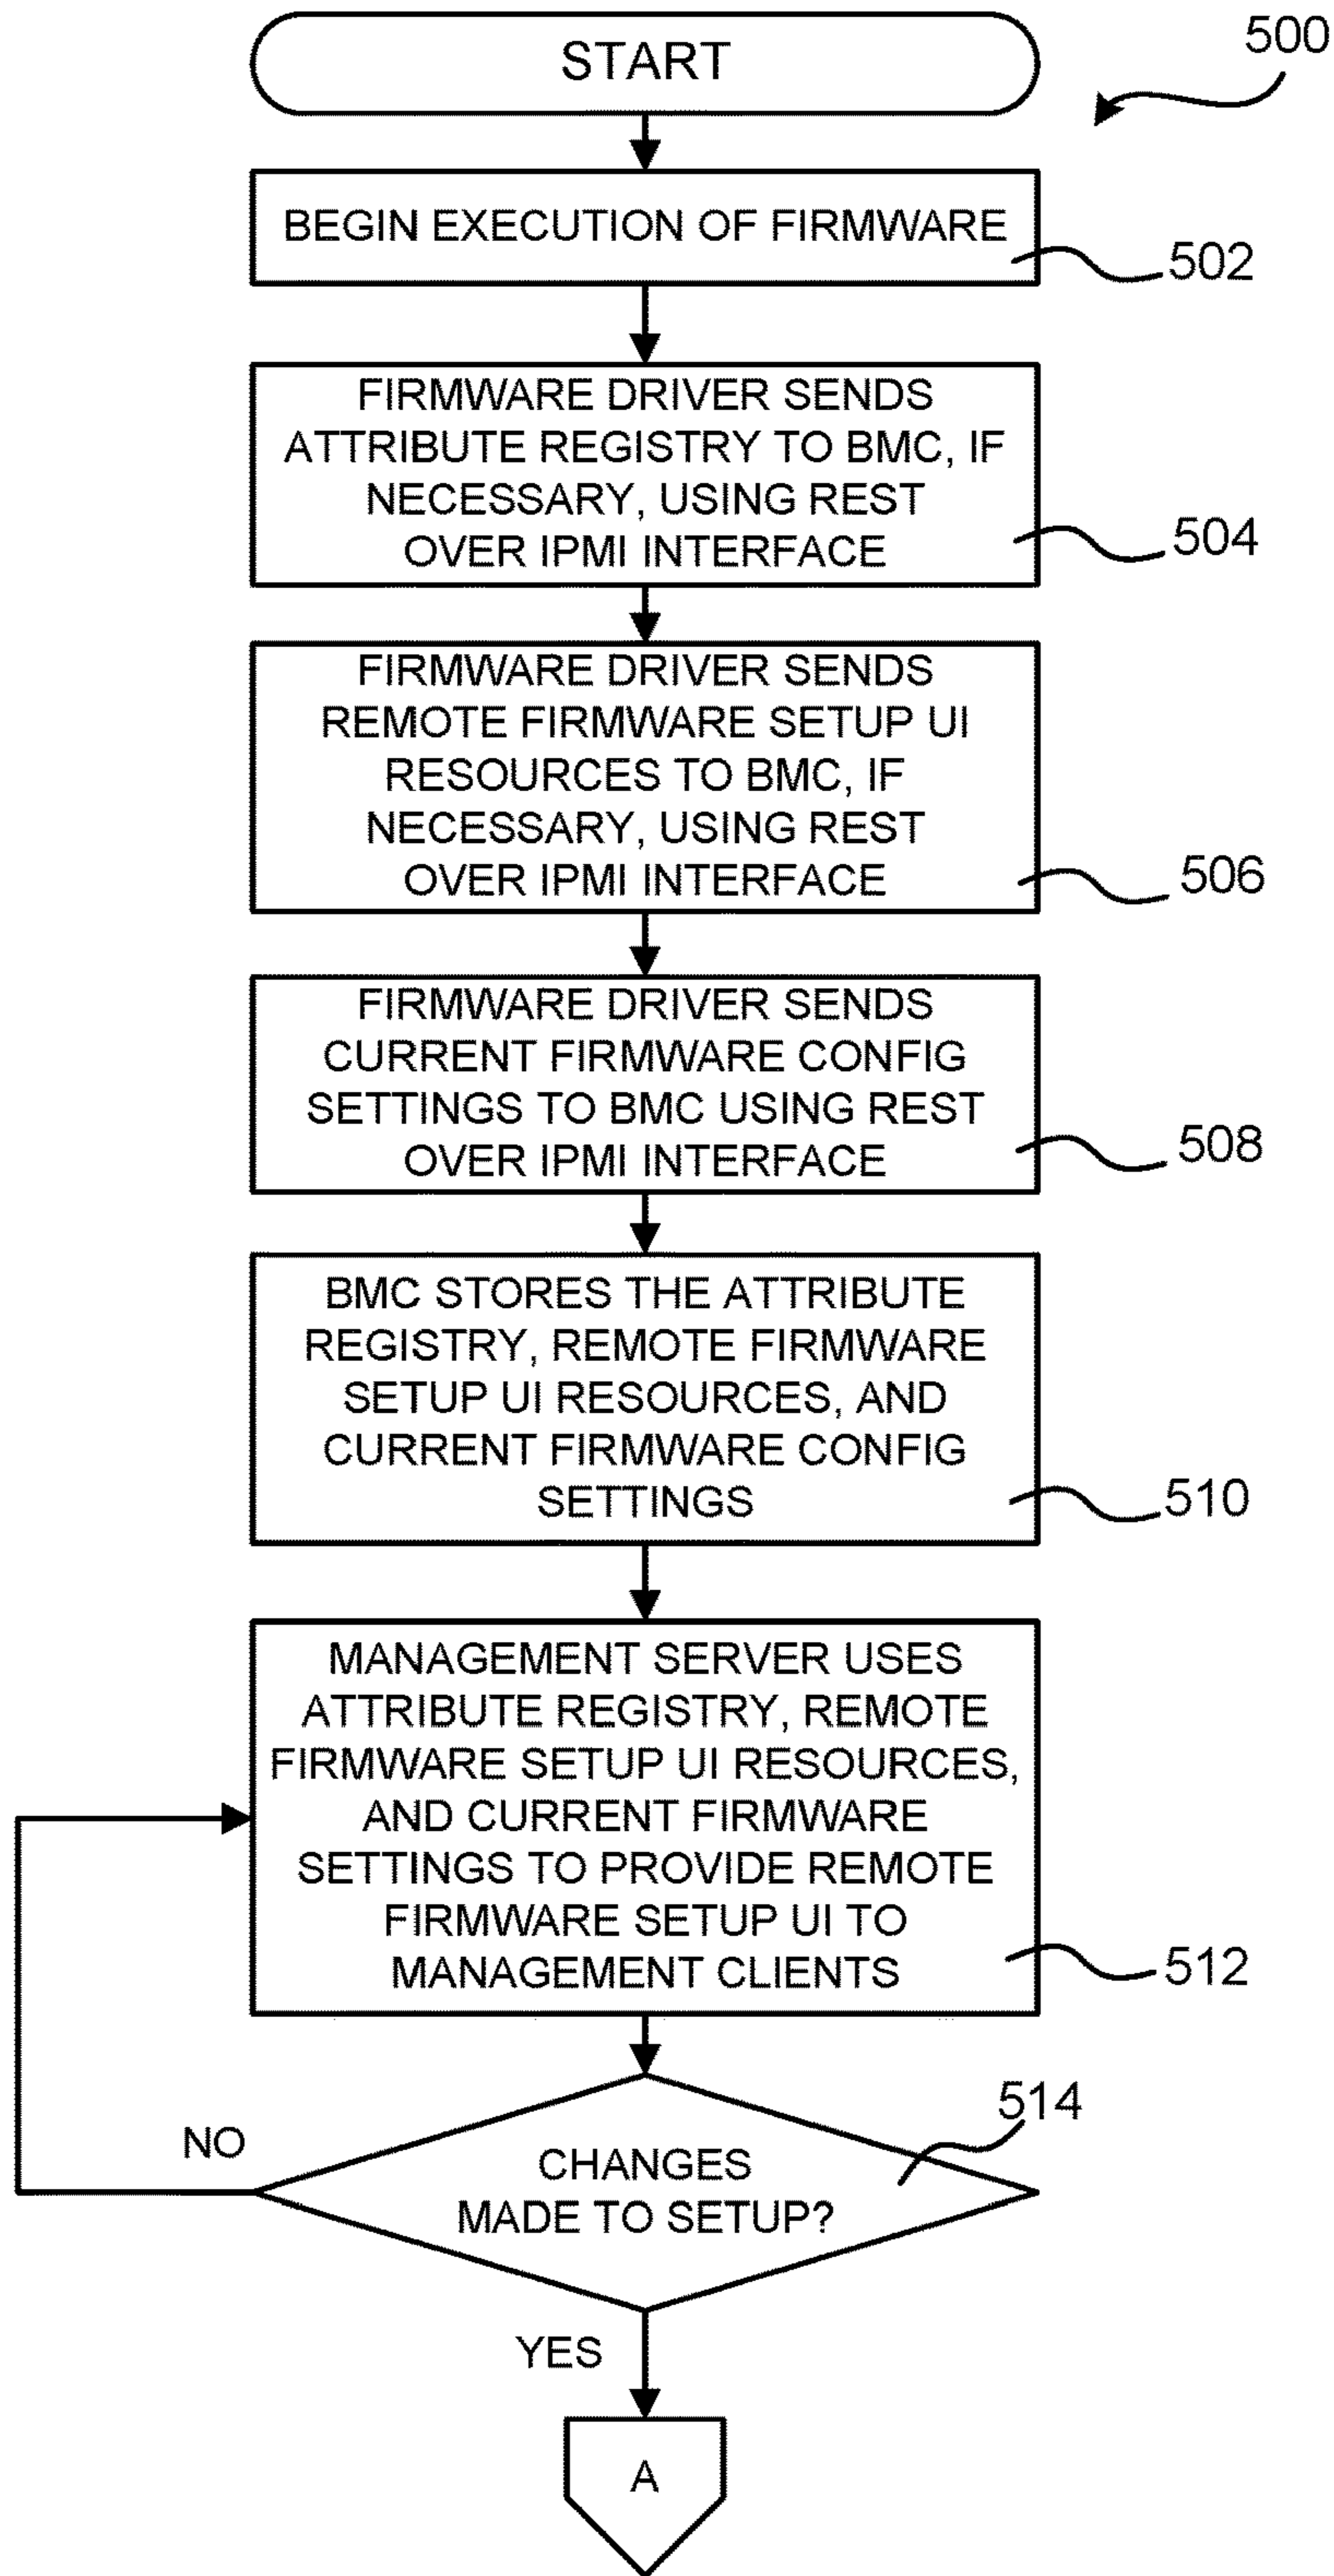 START
500
BEGIN EXECUTION OF FIRMWARE
502
FIRMWARE DRIVER SENDS
ATTRIBUTE REGISTRY TO BMC, IF
NECESSARY, USING REST
OVER IPMI INTERFACE
504
FIRMWARE DRIVER SENDS
REMOTE FIRMWARE SETUP UI
RESOURCES TO BMC, IF
NECESSARY, USING REST
OVER IPMI INTERFACE
506
FIRMWARE DRIVER SENDS
CURRENT FIRMWARE CONFIG
SETTINGS TO BMC USING REST
OVER IPMI INTERFACE
508
BMC STORES THE ATTRIBUTE
REGISTRY, REMOTE FIRMWARE
SETUP UI RESOURCES, AND
CURRENT FIRMWARE CONFIG
SETTINGS
510
MANAGEMENT SERVER USES
ATTRIBUTE REGISTRY, REMOTE
FIRMWARE SETUP UI RESOURCES,
AND CURRENT FIRMWARE
SETTINGS TO PROVIDE REMOTE
FIRMWARE SETUP UI TO
MANAGEMENT CLIENTS
512
514
NO
CHANGES
MADE TO SETUP?
YES
A